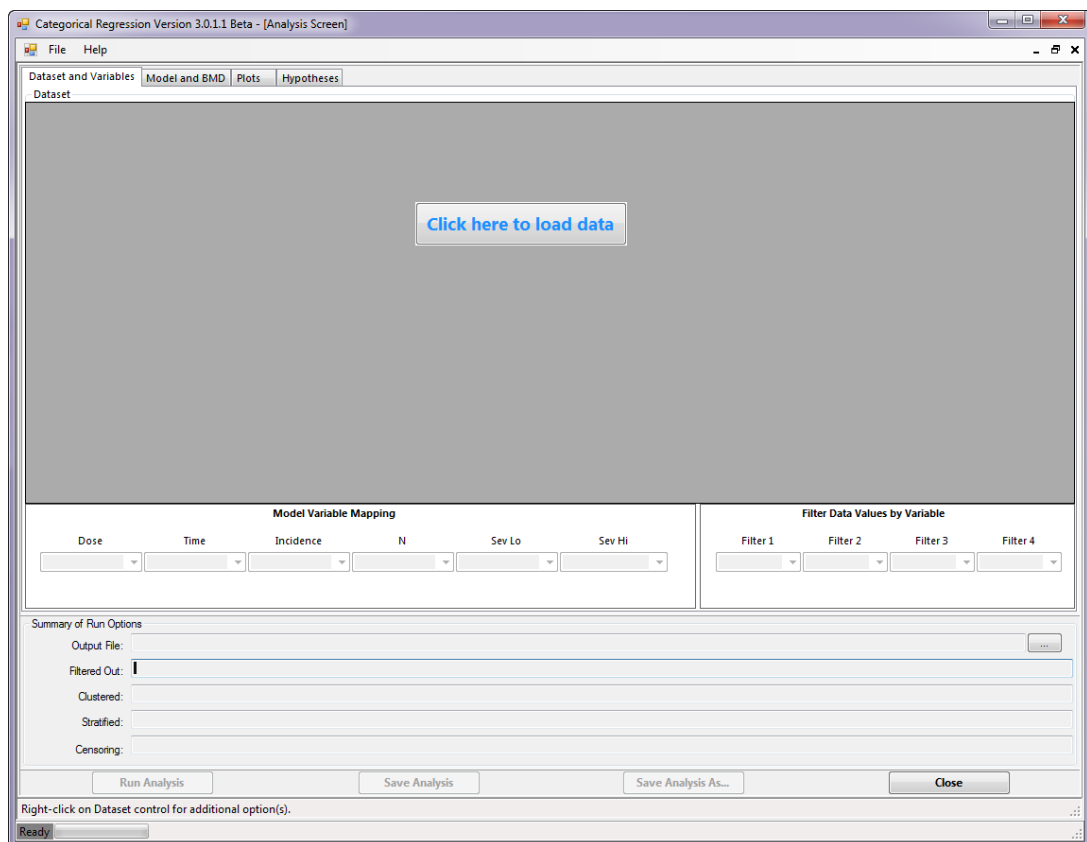 Categorical Regression Version 3.0.1.1 Beta - [Analysis Screen]
File Help
Dataset and Variables Model and BMD Plots Hypotheses
Dataset
Click here to load data
Model Variable Mapping Filter Data Values by Variable
Dose Time Incidence N Sev Lo Sev Hi Filter 1 Filter 2 Filter 3 Filter 4
Summary of Run Options
Output File: ...
Filtered Out:
Clustered:
Stratified:
Censoring:
Run Analysis Save Analysis Save Analysis As... Close
Right-click on Dataset control for additional option(s).
Ready